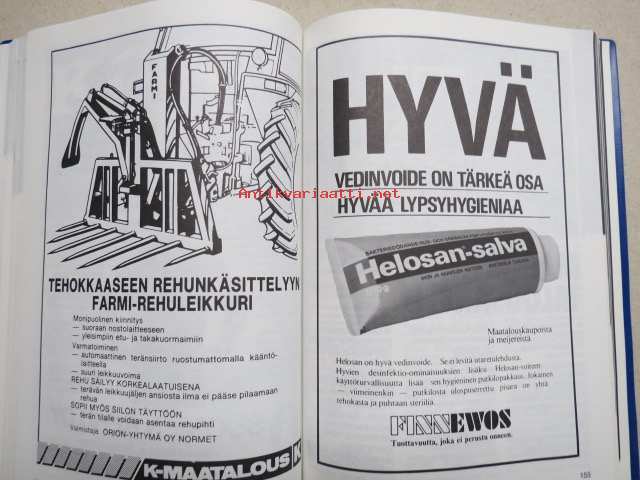 FARMI
TEHOKKAASEEN REHUNKÄSITTELYYN
FARMI-REHULEIKKURI
Monipuolinen kiinnitys
— suoraan nostolaitteeseen
— yleisimpiin etu- ja takakuormaimiin
Varmatoiminen
— automaattinen teränsiirto ruostumattomalla kääntö-
laitteella
— suuri leikkuuvoima
REHU SÄILYY KORKEALAATUISENA
— terävän leikkuujäljen ansiosta ilma ei pääse pilaamaan
rehua
SOPII MYÖS SIILON TÄYTTÖÖN
— terän tilalle voidaan asentaa rehupihti
Valmistaja: ORION-YHTYMÄ OY NORMET
K-MAATALOUS K
HYVÄ
VEDINVOIDE ON TÄRKEÄ OSA
HYVÄÄ LYPSYHYGIENIAA
Antikvariaatti.net
Helosan-salva
Maatalouskaupoista
ja meijereistä
Helosan on hyvä vedinvoide. Se ei levitä utaretulehdusta.
Hyvien desinfektio-ominaisuuksien lisäksi Helosan-voiteen
käyttöturvallisuutta lisää sen hygieninen putkilopakkaus. Jokainen
— viimeinenkin — putkilosta ulospuserrettu pisara on yhtä
tehokasta ja puhtaan steriiliä.
FINNEWOS
Tuottavuutta, joka ei perustu onneen.
155